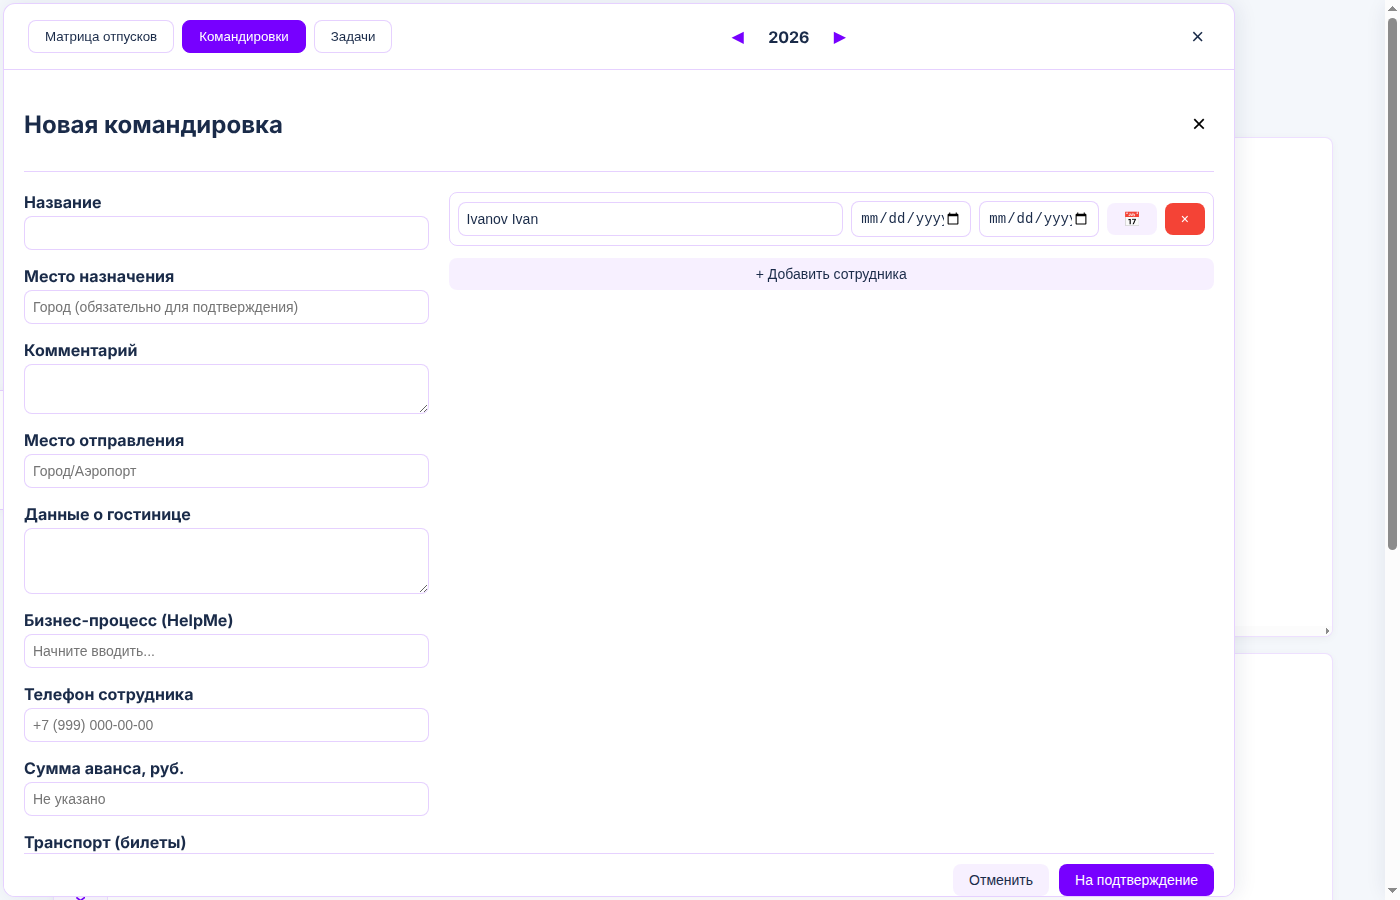 Матрица отпусков
Командировки
Задачи
◀ 2026 ▶
×
Новая командировка
×
Название
Место назначения
Город (обязательно для подтверждения)
Комментарий
Место отправления
Город/Аэропорт
Данные о гостинице
Бизнес-процесс (HelpMe)
Начните вводить...
Телефон сотрудника
+7 (999) 000-00-00
Сумма аванса, руб.
Не указано
Транспорт (билеты)
Ivanov Ivan
mm/dd/yyyy
mm/dd/yyyy
×
+ Добавить сотрудника
Отменить
На подтверждение